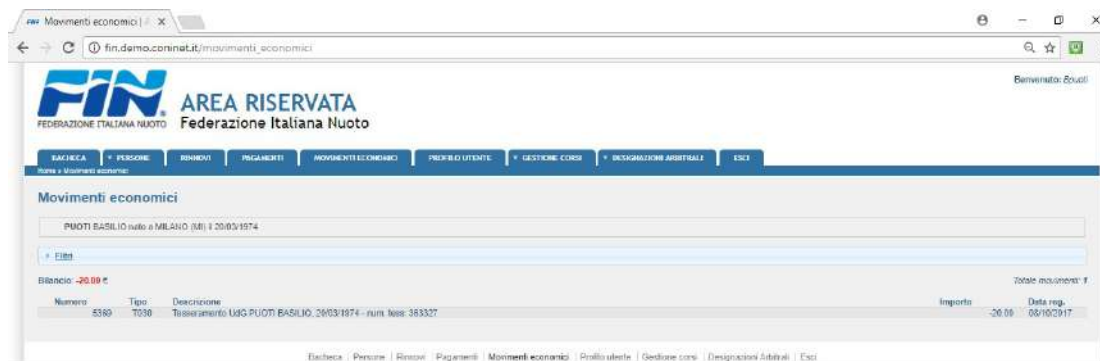 Movimenti economici |
fin.demo.coninet.it/movimenti_economici
FIN
FEDERAZIONE ITALIANA NUOTO
AREA RISERVATA
Federazione Italiana Nuoto
Benvenuto: Bpuoti
BACHECA PERSONE RINNOVI PAGAMENTI MOVIMENTI ECONOMICI PROFILO UTENTE GESTIONE CORSI DESIGNAZIONI ARBITRALI ESCI
Home » Movimenti economici
Movimenti economici
PUOTI BASILIO nato a MILANO (MI) il 20/03/1974
Filtri
Bilancio: -20.00 €
Totale movimenti: 1
Numero Tipo Descrizione Importo Data reg.
5369 T030 Tesseramento UdG PUOTI BASILIO, 20/03/1974 - num. tess: 383327 -20.00 08/10/2017
Bacheca | Persone | Rinnovi | Pagamenti | Movimenti economici | Profilo utente | Gestione corsi | Designazioni Arbitrali | Esci